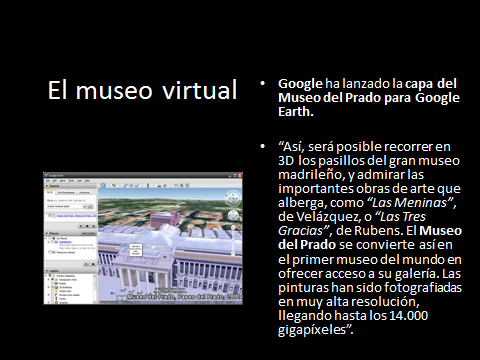 El museo virtual
• Google ha lanzado la capa del
Museo del Prado para Google
Earth.
• “Así, será posible recorrer en
3D los pasillos del gran museo
madrileño, y admirar las
importantes obras de arte que
alberga, como “Las Meninas”,
de Velázquez, o “Las Tres
Gracias”, de Rubens. El Museo
del Prado se convierte así en
el primer museo del mundo en
ofrecer acceso a su galería. Las
pinturas han sido fotografiadas
en muy alta resolución,
llegando hasta los 14.000
gigapíxeles”.
Museo del Prado, Paseo del Prado,